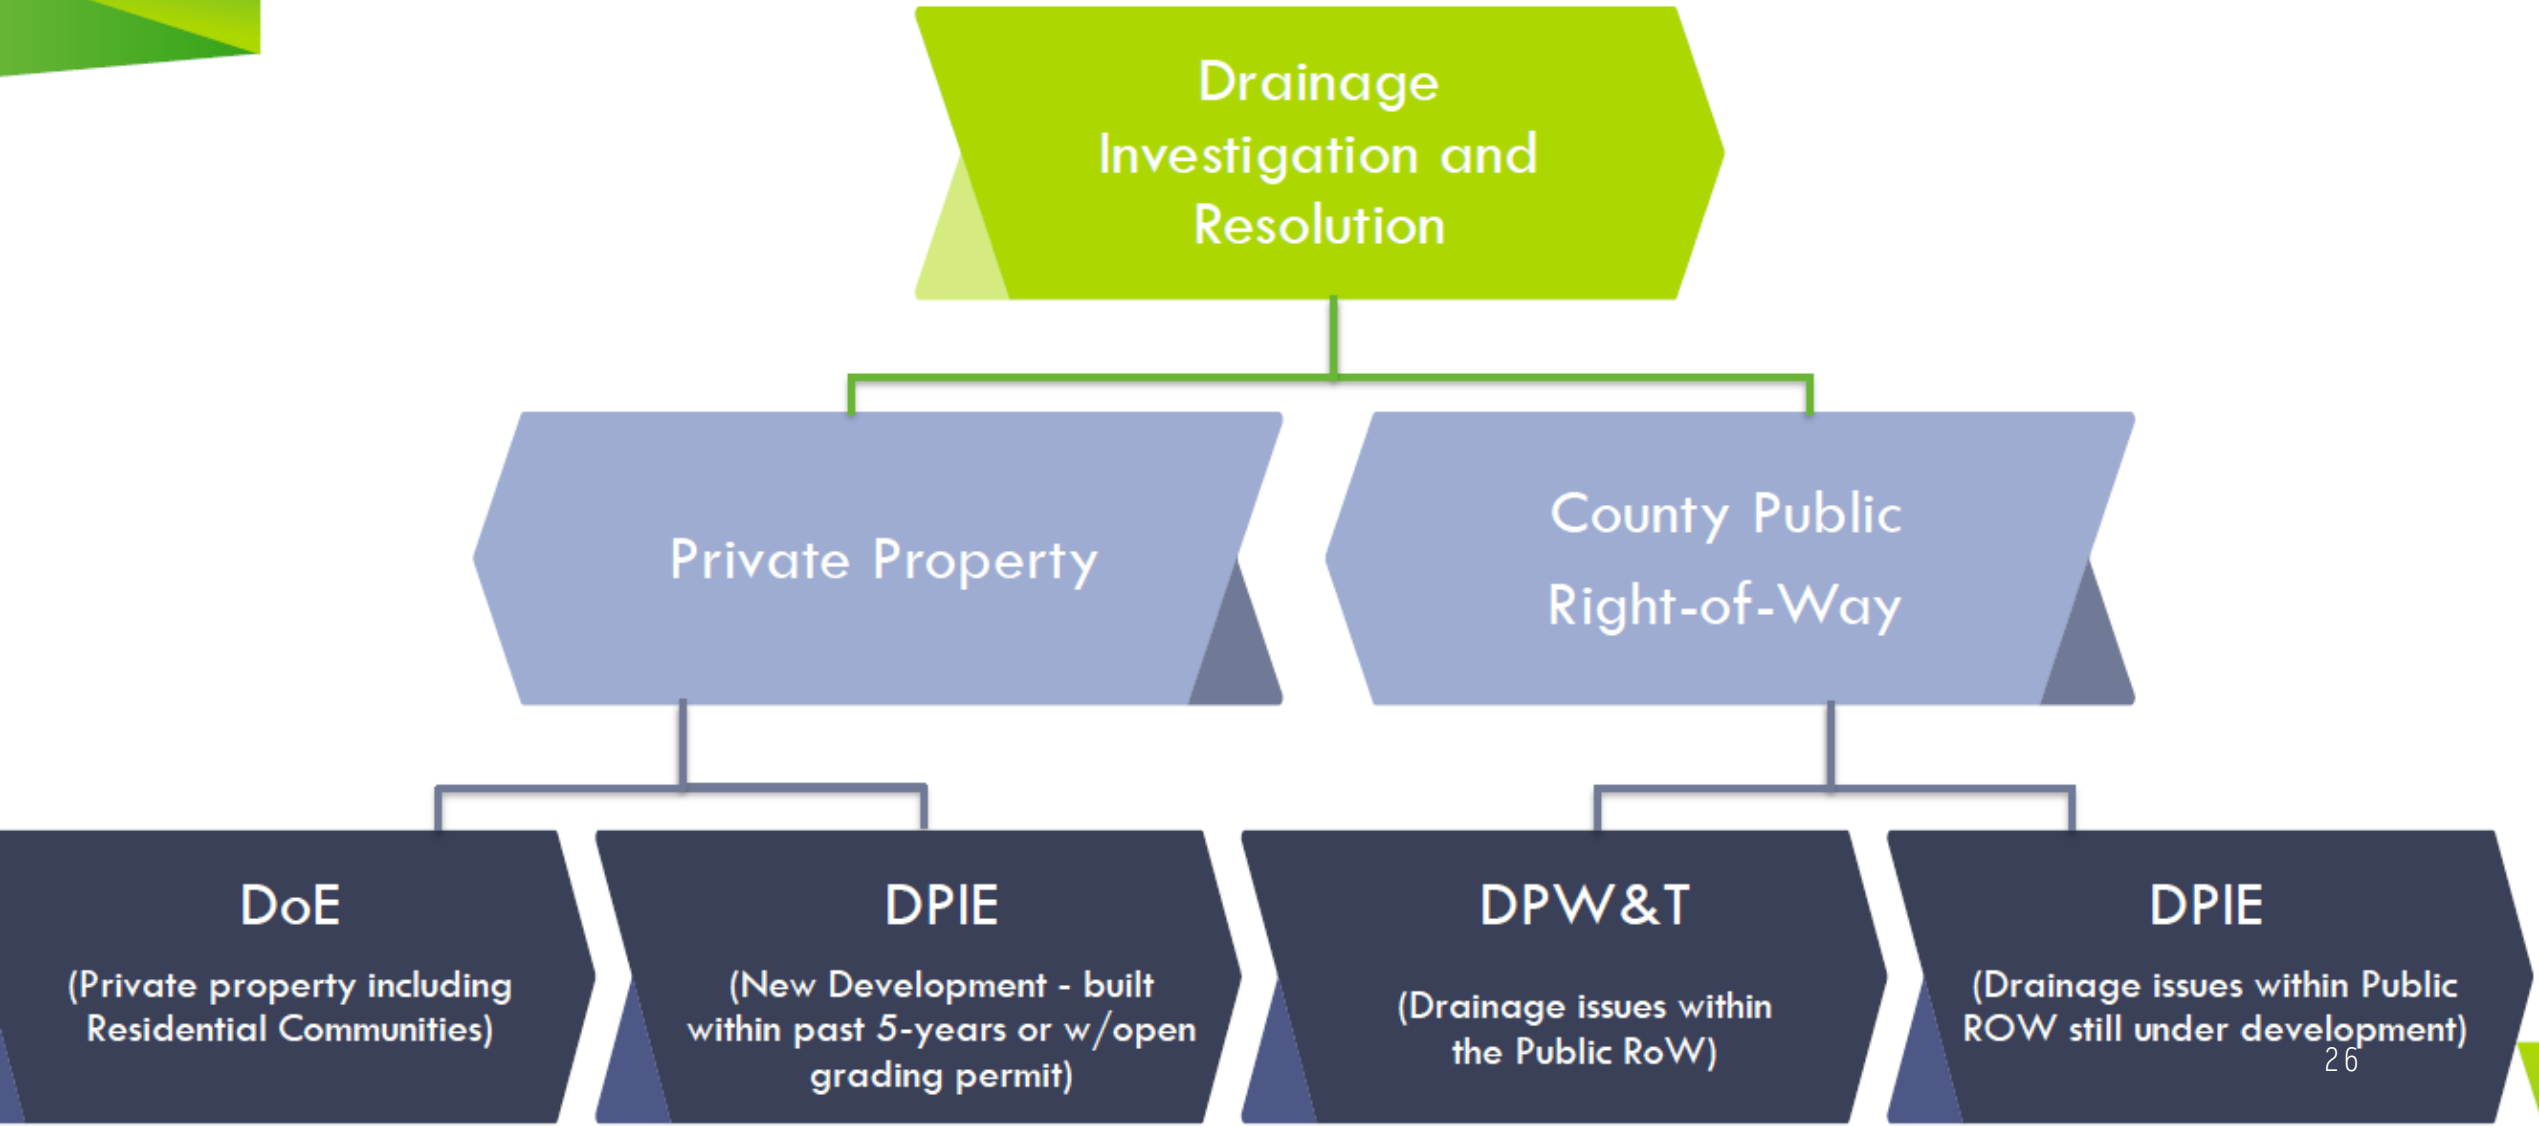 Drainage
Investigation and
Resolution
Private Property
County Public
Right-of-Way
DoE
(Private property including
Residential Communities)
DPIE
(New Development - built
within past 5-years or w/open
grading permit)
DPW&T
(Drainage issues within
the Public RoW)
DPIE
(Drainage issues within Public
ROW still under development)
26